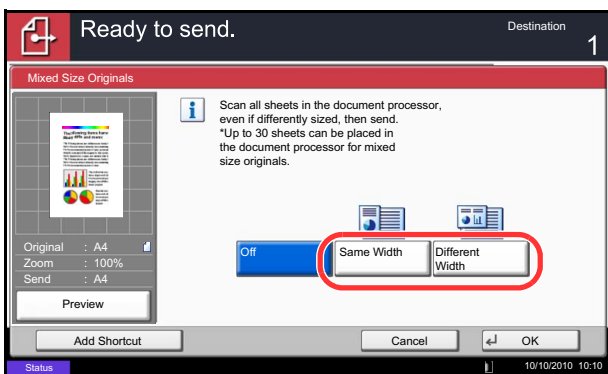 Ready to send.
Destination
1
Mixed Size Originals
Scan all sheets in the document processor,
even if differently sized, then send.
*Up to 30 sheets can be placed in
the document processor for mixed
size originals.
Original : A4
Zoom : 100%
Send : A4
Off
Same Width
Different
Width
Preview
Add Shortcut
Cancel
OK
Status
10/10/2010 10:10